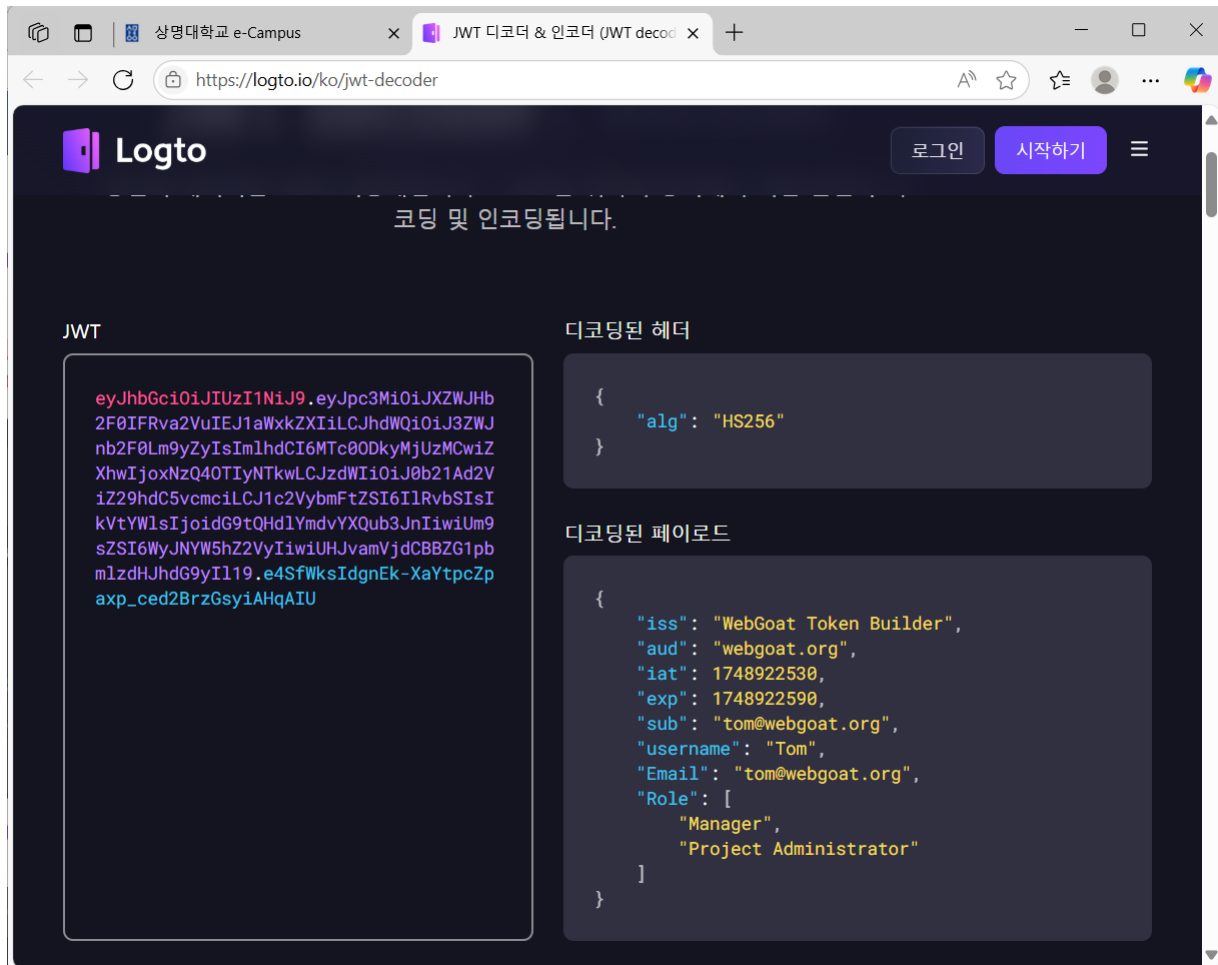 상명대학교 e-Campus
JWT 디코더 & 인코더 (JWT decod
https://logto.io/ko/jwt-decoder
Logto
로그인
시작하기
코딩 및 인코딩됩니다.
JWT
eyJhbGciOiJIUzI1NiJ9.eyJpc3MiOiJXZWJHb
2F0IFRva2VuIEJ1aWxkZXIiLCJhdWQiOiJ3ZWJ
nb2F0Lm9yZyIsImlhdCI6MTc0ODkyMjUzMCwiZ
XhwIjoxNzQ4OTIyNTkwLCJzdWIiOiJ0b21Ad2V
iZ29hdC5vcmciLCJ1c2VybmFtZSI6IlRvbSIsI
kVtYWlsIjoidG9tQHdlYmdvYXQub3JnIiwiUm9
sZSI6WyJNYW5hZ2VyIiwiUHJvamVjdCBBZG1pb
mlzdHJhdG9yIl19.e4SfWksIdgnEk-XaYtpcZp
axp_ced2BrzGsyiAHqAIU
디코딩된 헤더
{
"alg": "HS256"
}
디코딩된 페이로드
{
"iss": "WebGoat Token Builder",
"aud": "webgoat.org",
"iat": 1748922530,
"exp": 1748922590,
"sub": "tom@webgoat.org",
"username": "Tom",
"Email": "tom@webgoat.org",
"Role": [
"Manager",
"Project Administrator"
]
}